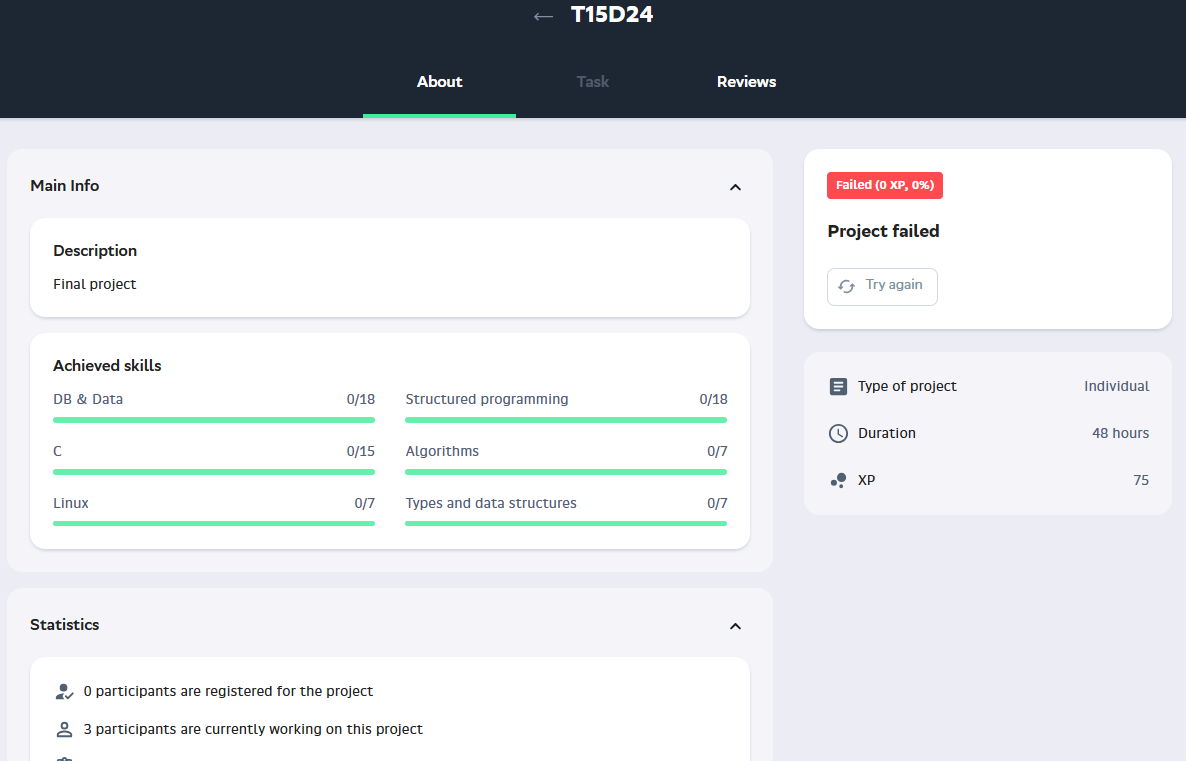 T15D24
About
Task
Reviews
Main Info
Description
Final project
Achieved skills
DB & Data 0/18
Structured programming 0/18
C 0/15
Algorithms 0/7
Linux 0/7
Types and data structures 0/7
Statistics
0 participants are registered for the project
3 participants are currently working on this project
Failed (0 XP, 0%)
Project failed
Try again
Type of project Individual
Duration 48 hours
XP 75